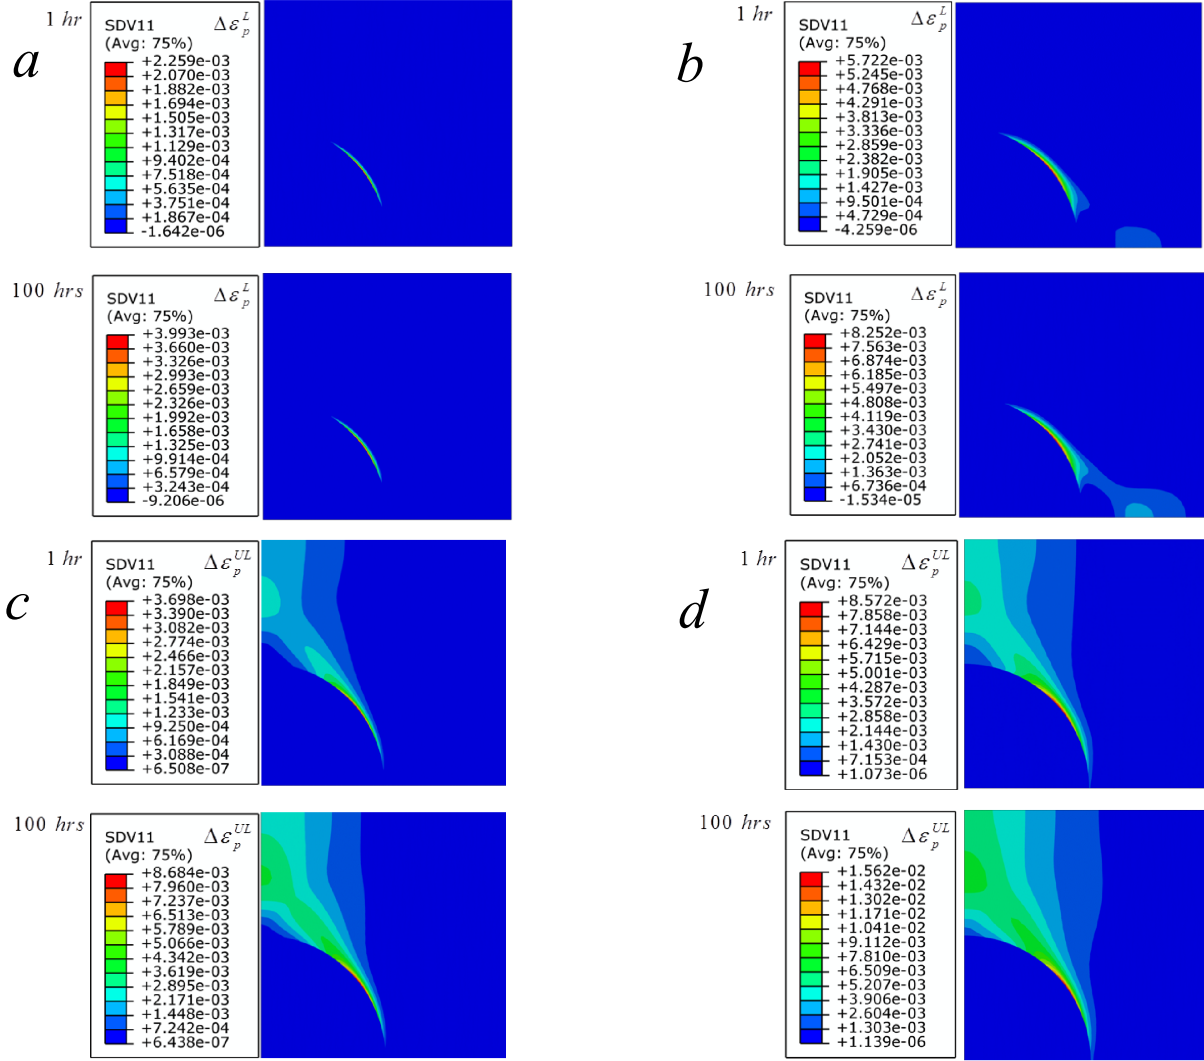 a
1 hr
SDV11 Δε_p^L
(Avg: 75%)
+2.259e-03
+2.070e-03
+1.882e-03
+1.694e-03
+1.505e-03
+1.317e-03
+1.129e-03
+9.402e-04
+7.518e-04
+5.635e-04
+3.751e-04
+1.867e-04
-1.642e-06
100 hrs
SDV11 Δε_p^L
(Avg: 75%)
+3.993e-03
+3.660e-03
+3.326e-03
+2.993e-03
+2.659e-03
+2.326e-03
+1.992e-03
+1.658e-03
+1.325e-03
+9.914e-04
+6.579e-04
+3.243e-04
-9.206e-06
b
1 hr
SDV11 Δε_p^L
(Avg: 75%)
+5.722e-03
+5.245e-03
+4.768e-03
+4.291e-03
+3.813e-03
+3.336e-03
+2.859e-03
+2.382e-03
+1.905e-03
+1.427e-03
+9.501e-04
+4.729e-04
-4.259e-06
100 hrs
SDV11 Δε_p^L
(Avg: 75%)
+8.252e-03
+7.563e-03
+6.874e-03
+6.185e-03
+5.497e-03
+4.808e-03
+4.119e-03
+3.430e-03
+2.741e-03
+2.052e-03
+1.363e-03
+6.736e-04
-1.534e-05
c
1 hr
SDV11 Δε_p^UL
(Avg: 75%)
+3.698e-03
+3.390e-03
+3.082e-03
+2.774e-03
+2.466e-03
+2.157e-03
+1.849e-03
+1.541e-03
+1.233e-03
+9.250e-04
+6.169e-04
+3.088e-04
+6.508e-07
100 hrs
SDV11 Δε_p^UL
(Avg: 75%)
+8.684e-03
+7.960e-03
+7.237e-03
+6.513e-03
+5.789e-03
+5.066e-03
+4.342e-03
+3.619e-03
+2.895e-03
+2.171e-03
+1.448e-03
+7.242e-04
+6.438e-07
d
1 hr
SDV11 Δε_p^UL
(Avg: 75%)
+8.572e-03
+7.858e-03
+7.144e-03
+6.429e-03
+5.715e-03
+5.001e-03
+4.287e-03
+3.572e-03
+2.858e-03
+2.144e-03
+1.430e-03
+7.153e-04
+1.073e-06
100 hrs
SDV11 Δε_p^UL
(Avg: 75%)
+1.562e-02
+1.432e-02
+1.302e-02
+1.171e-02
+1.041e-02
+9.112e-03
+7.810e-03
+6.509e-03
+5.207e-03
+3.906e-03
+2.604e-03
+1.303e-03
+1.139e-06